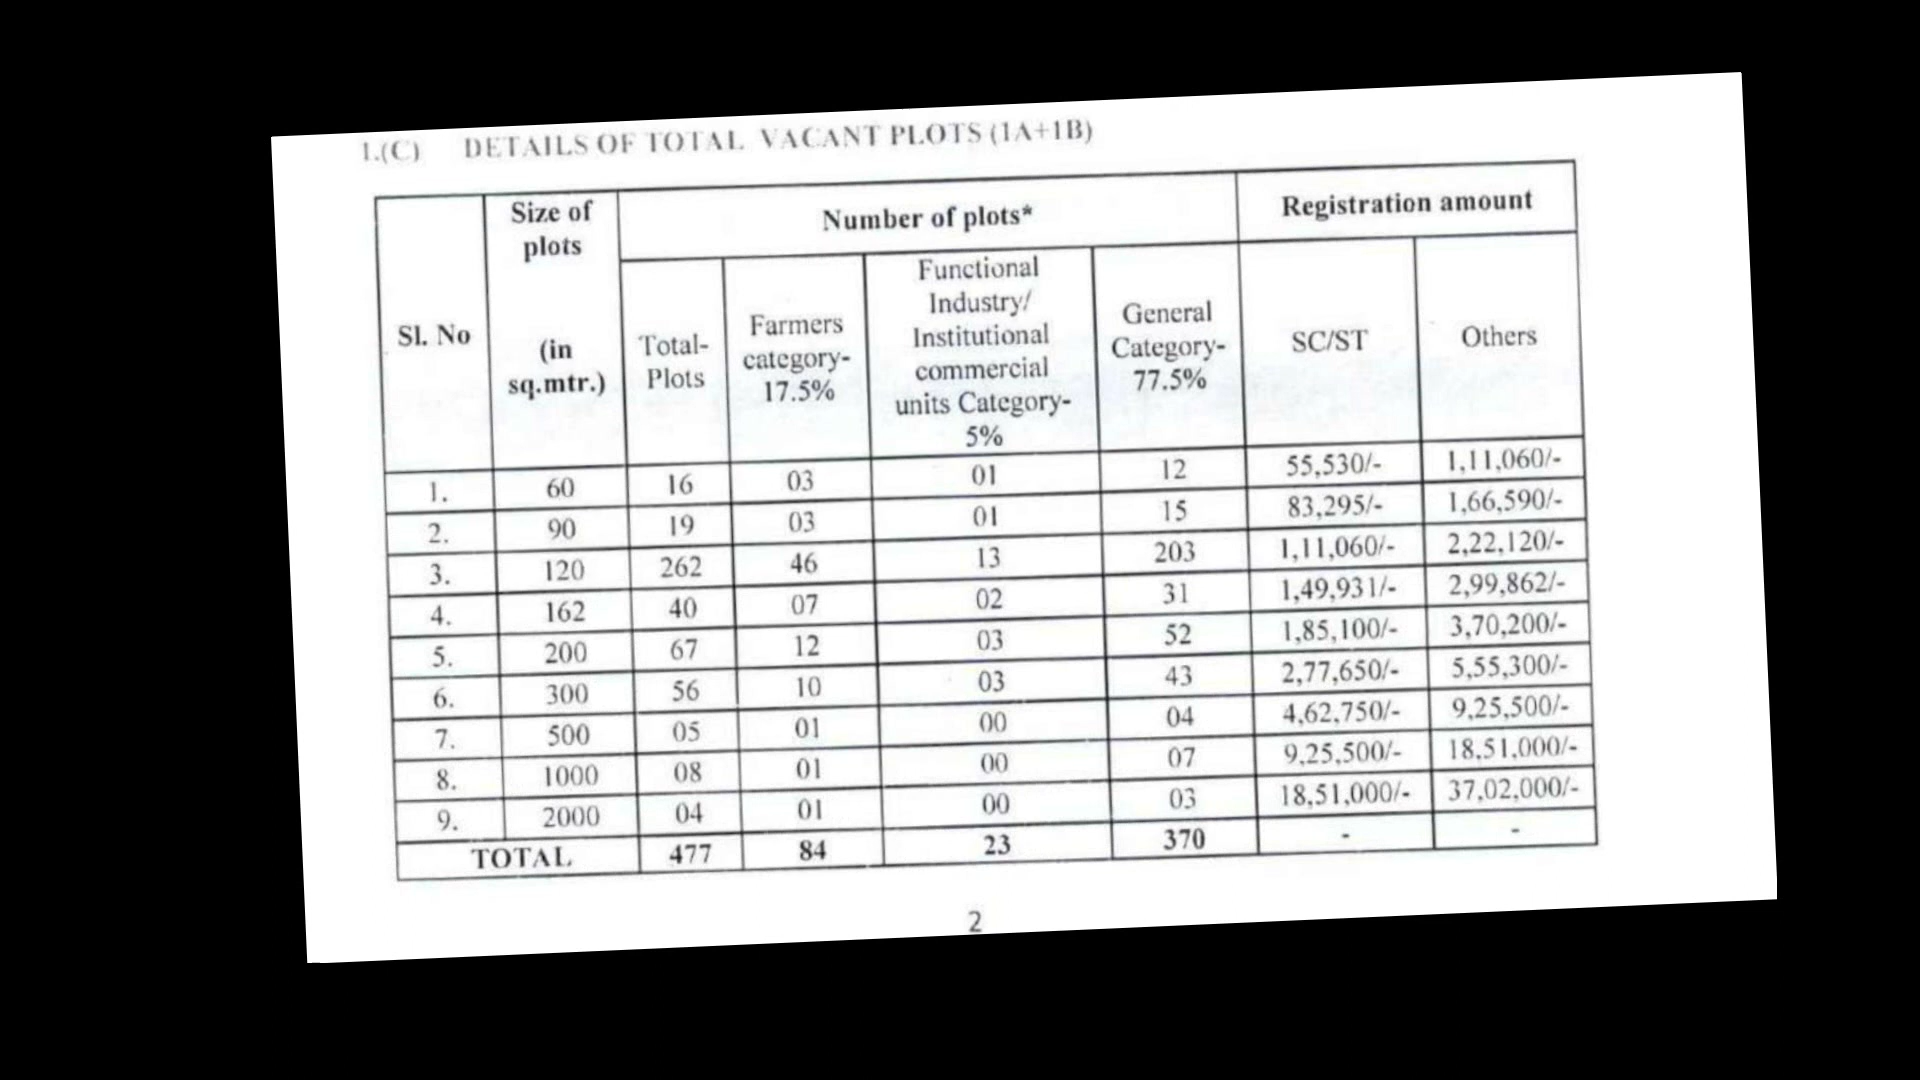 1.(C) DETAILS OF TOTAL VACANT PLOTS (1A+1B)
Sl. No
Size of
plots
(in
sq.mtr.)
Number of plots*
Registration amount
Total-
Plots
Farmers
category-
17.5%
Functional
Industry/
Institutional
commercial
units Category-
5%
General
Category-
77.5%
SC/ST
Others
1. 60 16 03 01 12 55,530/- 1,11,060/-
2. 90 19 03 01 15 83,295/- 1,66,590/-
3. 120 262 46 13 203 1,11,060/- 2,22,120/-
4. 162 40 07 02 31 1,49,931/- 2,99,862/-
5. 200 67 12 03 52 1,85,100/- 3,70,200/-
6. 300 56 10 03 43 2,77,650/- 5,55,300/-
7. 500 05 01 00 04 4,62,750/- 9,25,500/-
8. 1000 08 01 00 07 9,25,500/- 18,51,000/-
9. 2000 04 01 00 03 18,51,000/- 37,02,000/-
TOTAL 477 84 23 370 - -
2